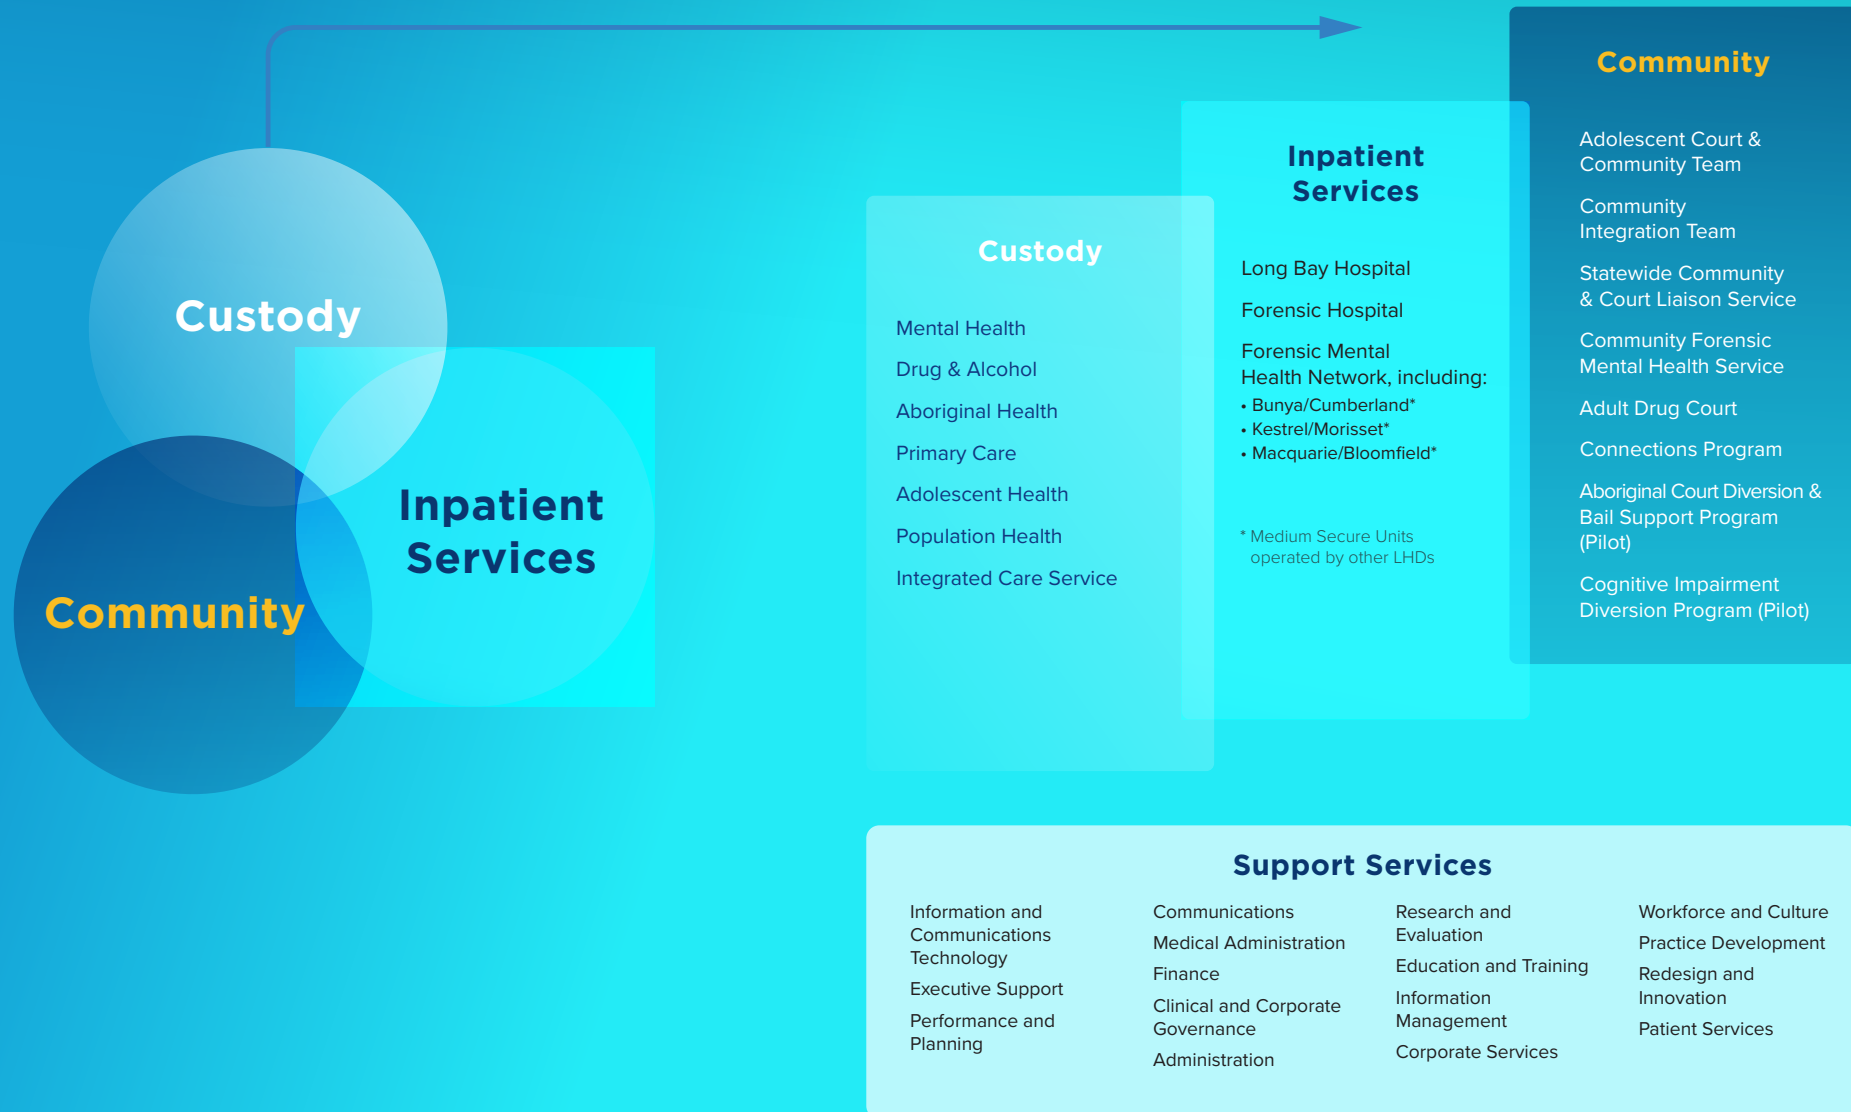 Custody
Inpatient
Services
Community
Custody
Mental Health
Drug & Alcohol
Aboriginal Health
Primary Care
Adolescent Health
Population Health
Integrated Care Service
Inpatient
Services
Long Bay Hospital
Forensic Hospital
Forensic Mental
Health Network, including:
• Bunya/Cumberland*
• Kestrel/Morisset*
• Macquarie/Bloomfield*
* Medium Secure Units
operated by other LHDs
Community
Adolescent Court &
Community Team
Community
Integration Team
Statewide Community
& Court Liaison Service
Community Forensic
Mental Health Service
Adult Drug Court
Connections Program
Aboriginal Court Diversion &
Bail Support Program
(Pilot)
Cognitive Impairment
Diversion Program (Pilot)
Support Services
Information and
Communications
Technology
Executive Support
Performance and
Planning
Communications
Medical Administration
Finance
Clinical and Corporate
Governance
Administration
Research and
Evaluation
Education and Training
Information
Management
Corporate Services
Workforce and Culture
Practice Development
Redesign and
Innovation
Patient Services